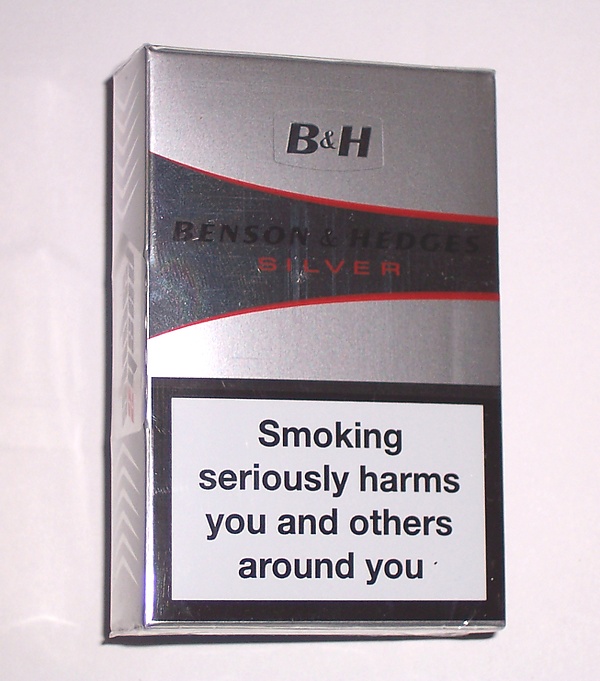 B&H
BENSON & HEDGES
SILVER
Smoking
seriously harms
you and others
around you